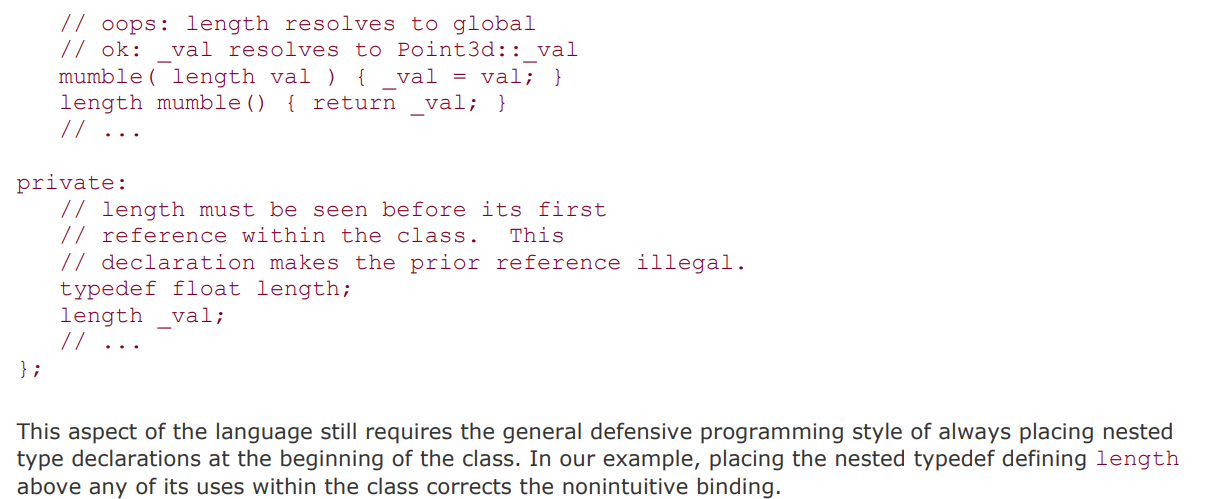 // oops: length resolves to global
// ok: _val resolves to Point3d::_val
mumble( length val ) { _val = val; }
length mumble() { return _val; }
// ...
private:
// length must be seen before its first
// reference within the class.  This
// declaration makes the prior reference illegal.
typedef float length;
length _val;
// ...
};
This aspect of the language still requires the general defensive programming style of always placing nested
type declarations at the beginning of the class. In our example, placing the nested typedef defining length
above any of its uses within the class corrects the nonintuitive binding.